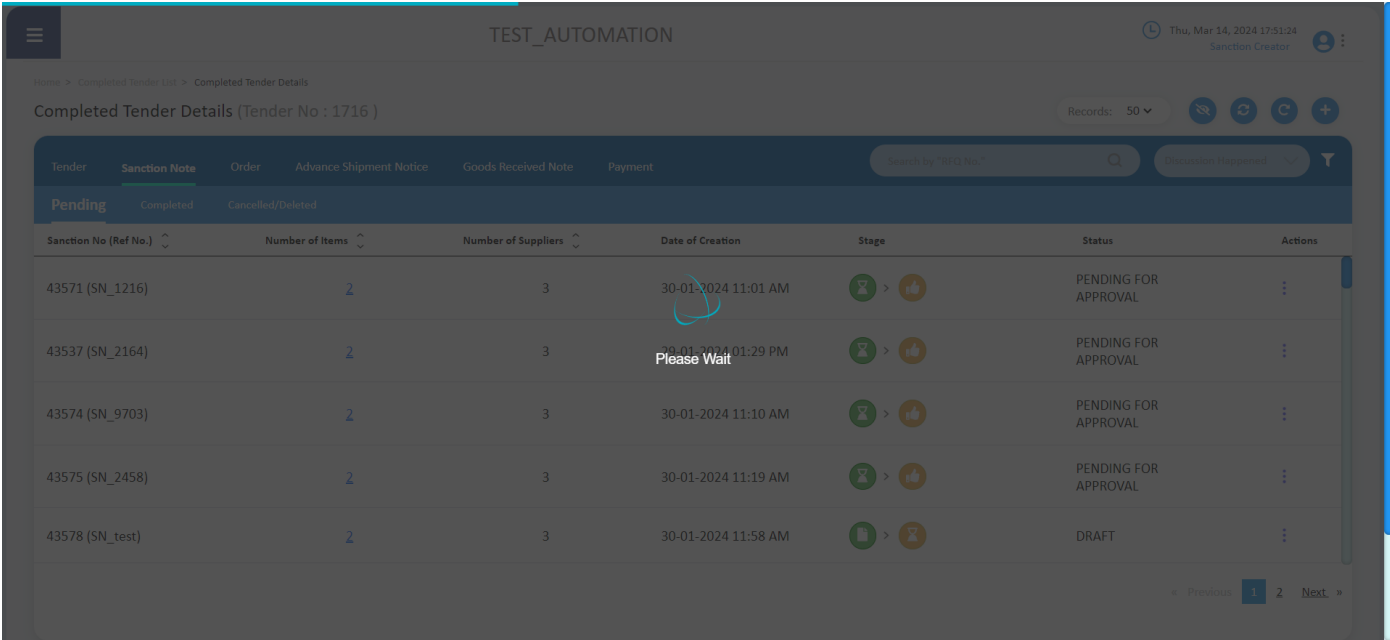 TEST_AUTOMATION
Thu, Mar 14, 2024 17:51:24
Sanction Creator
Home > Completed Tender List > Completed Tender Details
Completed Tender Details (Tender No : 1716 )
Records: 50
Tender Sanction Note Order Advance Shipment Notice Goods Received Note Payment
Search by "RFQ No."
Discussion Happened
Pending Completed Cancelled/Deleted
Sanction No (Ref No.) Number of Items Number of Suppliers Date of Creation Stage Status Actions
43571 (SN_1216) 2 3 30-01-2024 11:01 AM > PENDING FOR
APPROVAL
43537 (SN_2164) 2 3 29-01-2024 01:29 PM > PENDING FOR
APPROVAL
Please Wait
43574 (SN_9703) 2 3 30-01-2024 11:10 AM > PENDING FOR
APPROVAL
43575 (SN_2458) 2 3 30-01-2024 11:19 AM > PENDING FOR
APPROVAL
43578 (SN_test) 2 3 30-01-2024 11:58 AM > DRAFT
« Previous 1 2 Next »